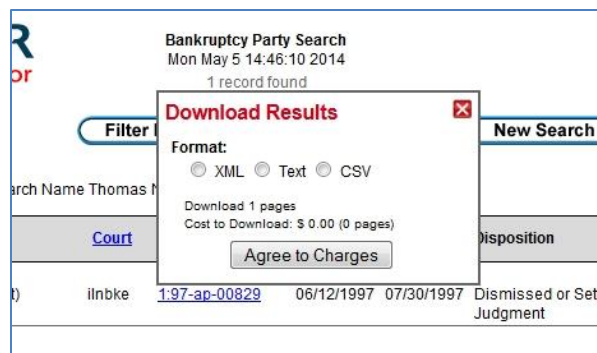 R
or
Bankruptcy Party Search
Mon May 5 14:46:10 2014
1 record found
Filter
New Search
Download Results
Format:
XML Text CSV
Download 1 pages
Cost to Download: $ 0.00 (0 pages)
Agree to Charges
arch Name Thomas
Court
Disposition
t) ilnbke 1:97-ap-00829 06/12/1997 07/30/1997 Dismissed or Set
Judgment